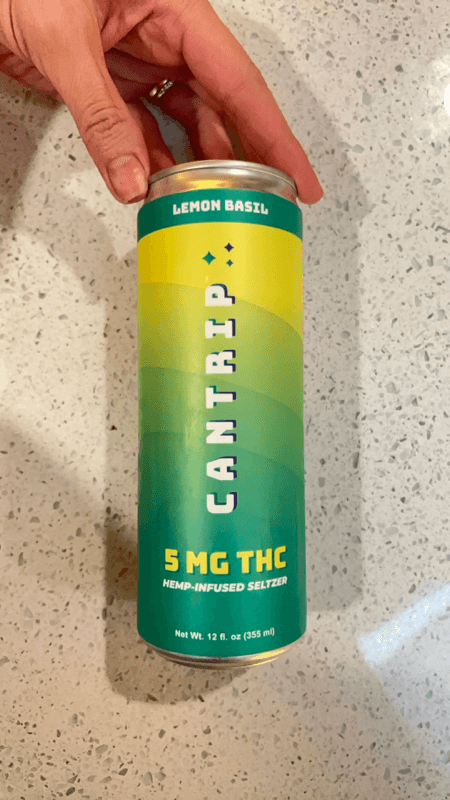 LEMON BASIL
CANTRIP
5 MG THC
HEMP-INFUSED SELTZER
Net Wt. 12 fl. oz (355 ml)